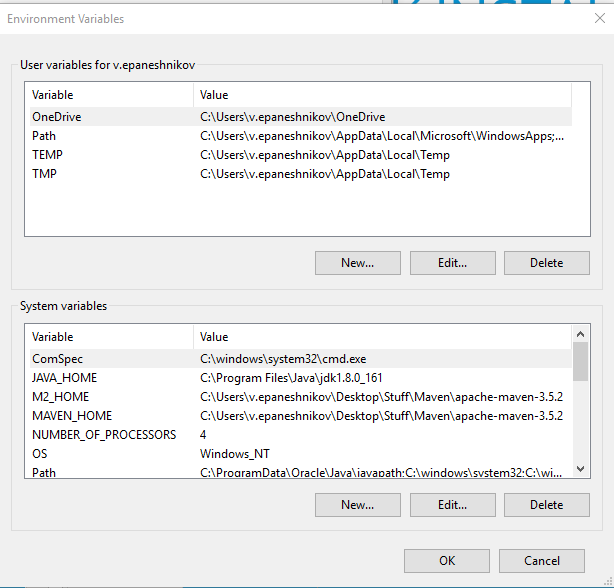 Environment Variables
User variables for v.epaneshnikov
Variable Value
OneDrive C:\Users\v.epaneshnikov\OneDrive
Path C:\Users\v.epaneshnikov\AppData\Local\Microsoft\WindowsApps;...
TEMP C:\Users\v.epaneshnikov\AppData\Local\Temp
TMP C:\Users\v.epaneshnikov\AppData\Local\Temp
New... Edit... Delete
System variables
Variable Value
ComSpec C:\windows\system32\cmd.exe
JAVA_HOME C:\Program Files\Java\jdk1.8.0_161
M2_HOME C:\Users\v.epaneshnikov\Desktop\Stuff\Maven\apache-maven-3.5.2
MAVEN_HOME C:\Users\v.epaneshnikov\Desktop\Stuff\Maven\apache-maven-3.5.2
NUMBER_OF_PROCESSORS 4
OS Windows_NT
Path C:\ProgramData\Oracle\Java\javapath;C:\windows\system32;C:\wi...
New... Edit... Delete
OK Cancel